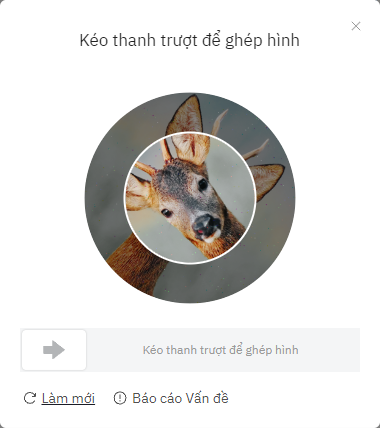 Kéo thanh trượt để ghép hình
Kéo thanh trượt để ghép hình
Làm mới
Báo cáo Vấn đề